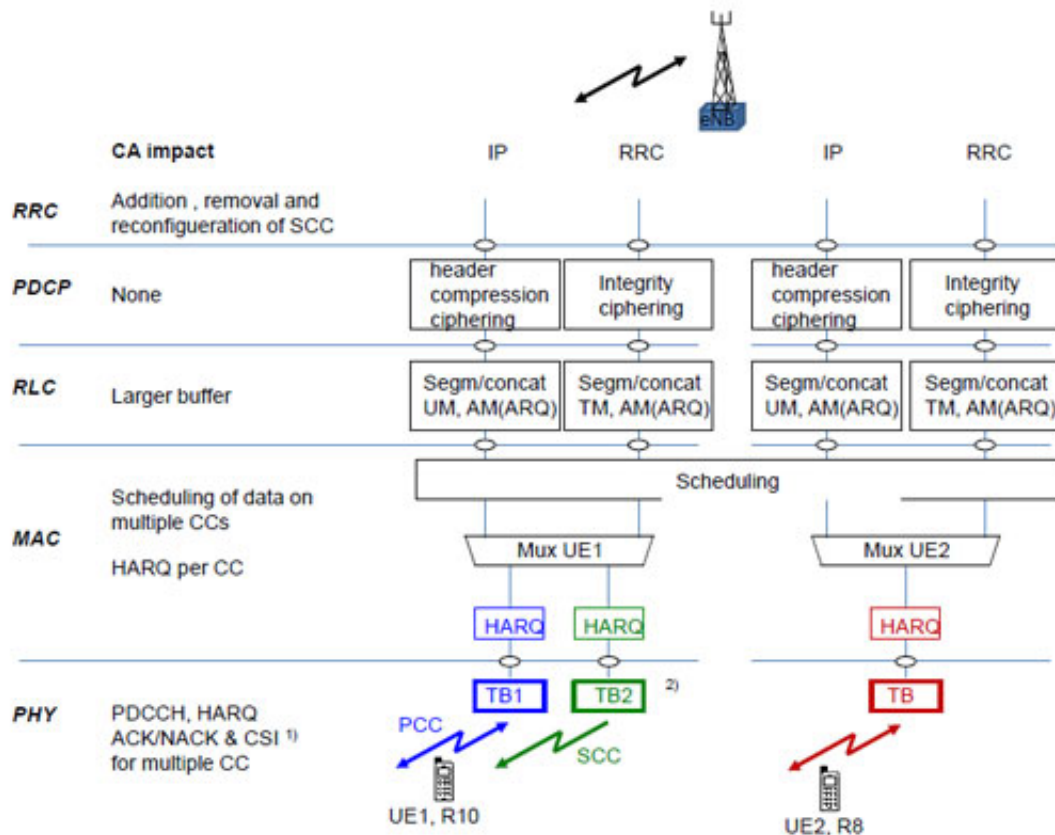 eNB
CA impact IP RRC IP RRC
RRC Addition , removal and
reconfigueration of SCC
PDCP None
header
compression
ciphering
Integrity
ciphering
header
compression
ciphering
Integrity
ciphering
RLC Larger buffer
Segm/concat
UM, AM(ARQ)
Segm/concat
TM, AM(ARQ)
Segm/concat
UM, AM(ARQ)
Segm/concat
TM, AM(ARQ)
Scheduling
MAC Scheduling of data on
multiple CCs
HARQ per CC
Mux UE1 Mux UE2
HARQ HARQ HARQ
TB1 TB2 2) TB
PHY PDCCH, HARQ
ACK/NACK & CSI 1)
for multiple CC
PCC
SCC
UE1, R10 UE2, R8